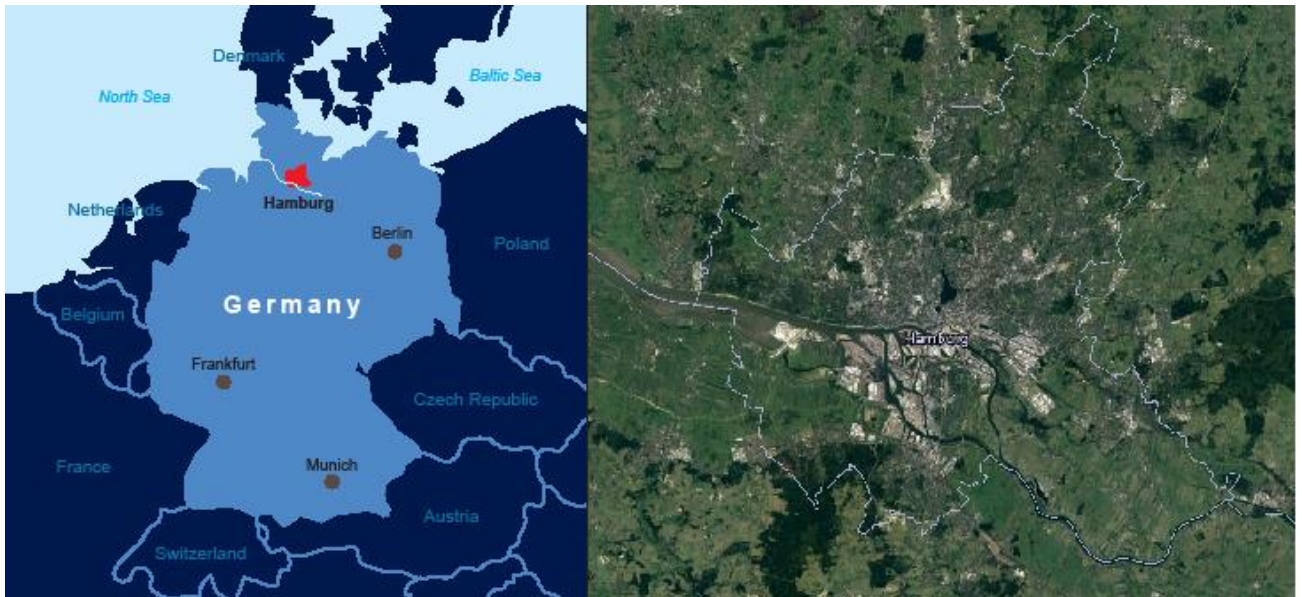 Denmark
Baltic Sea
North Sea
Netherlands
Hamburg
Berlin
Poland
Germany
Belgium
Frankfurt
Czech Republic
France
Munich
Austria
Switzerland
Hamburg